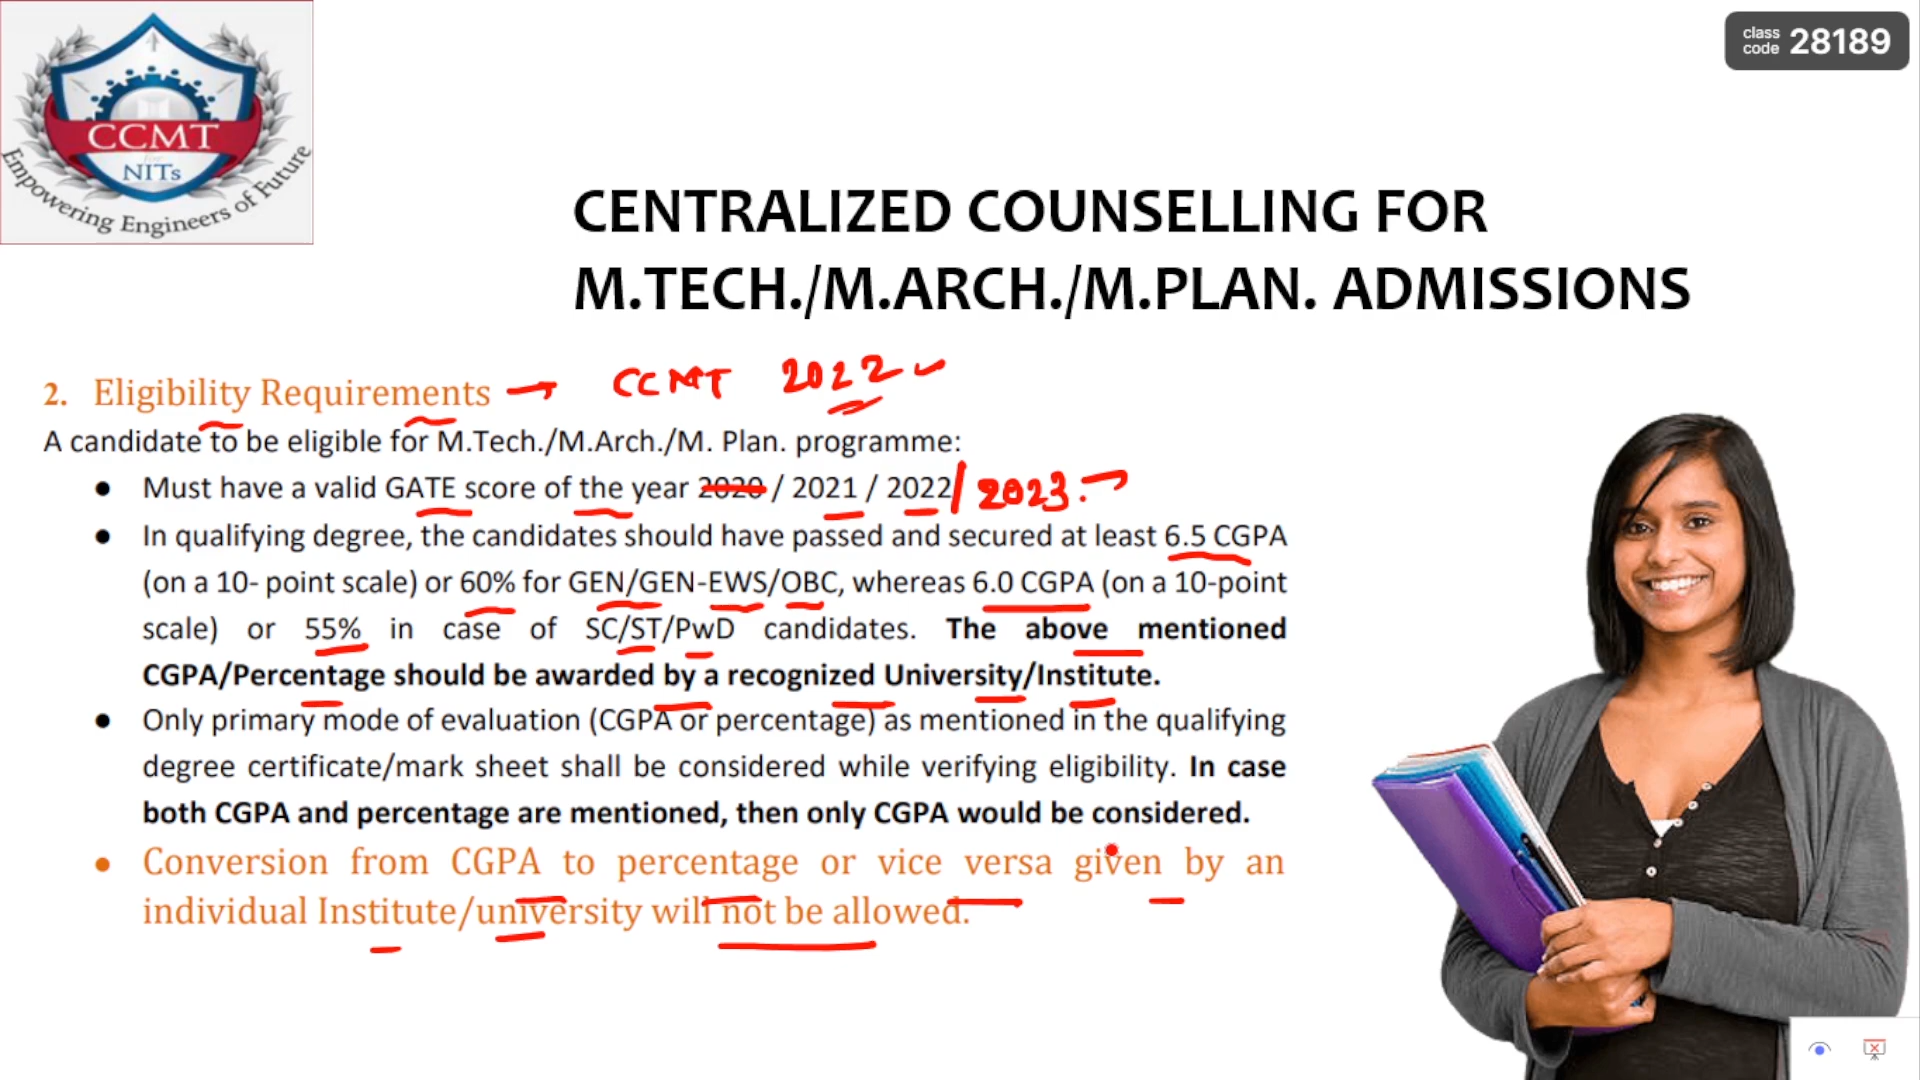 class
code 28189
CCMT
for
NITs
Empowering Engineers of Future
CENTRALIZED COUNSELLING FOR
M.TECH./M.ARCH./M.PLAN. ADMISSIONS
2. Eligibility Requirements → CCMT 2022
A candidate to be eligible for M.Tech./M.Arch./M. Plan. programme:
● Must have a valid GATE score of the year 2020 / 2021 / 2022 / 2023.
● In qualifying degree, the candidates should have passed and secured at least 6.5 CGPA
(on a 10- point scale) or 60% for GEN/GEN-EWS/OBC, whereas 6.0 CGPA (on a 10-point
scale) or 55% in case of SC/ST/PwD candidates. The above mentioned
CGPA/Percentage should be awarded by a recognized University/Institute.
● Only primary mode of evaluation (CGPA or percentage) as mentioned in the qualifying
degree certificate/mark sheet shall be considered while verifying eligibility. In case
both CGPA and percentage are mentioned, then only CGPA would be considered.
● Conversion from CGPA to percentage or vice versa given by an
individual Institute/university will not be allowed.